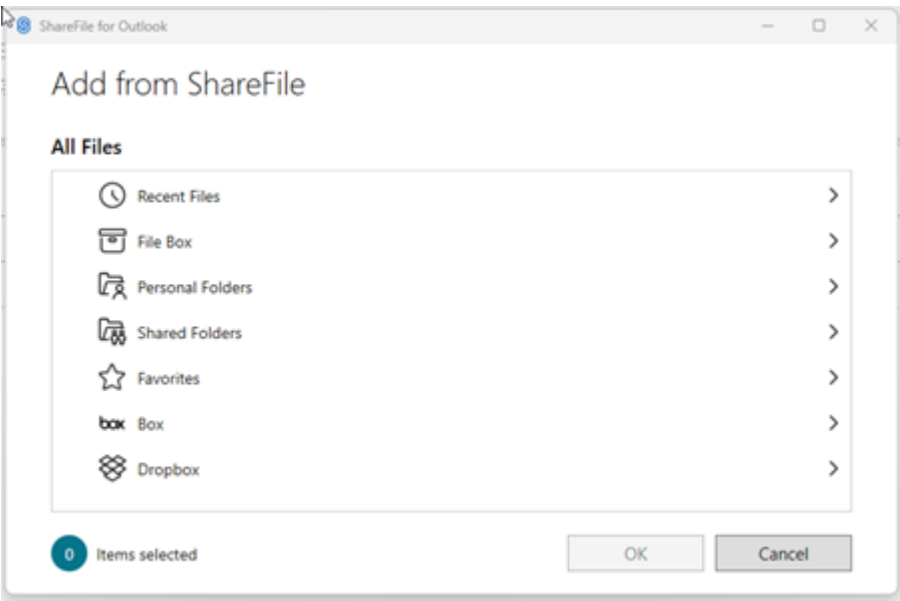 ShareFile for Outlook
Add from ShareFile
All Files
Recent Files
File Box
Personal Folders
Shared Folders
Favorites
box Box
Dropbox
0 Items selected
OK Cancel